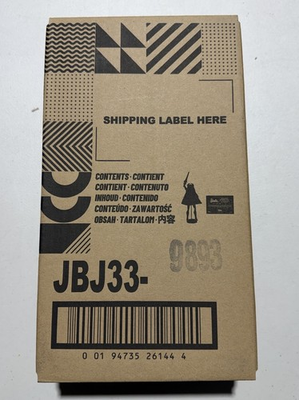 SHIPPING LABEL HERE
CONTENTS · CONTIENT
CONTIENT · CONTENUTO
INHOUD · CONTENIDO
CONTEÚDO · ZAWARTOŚĆ
OBSAH · TARTALOM · 内容
9893
JBJ33-
0 01 94735 26144 4